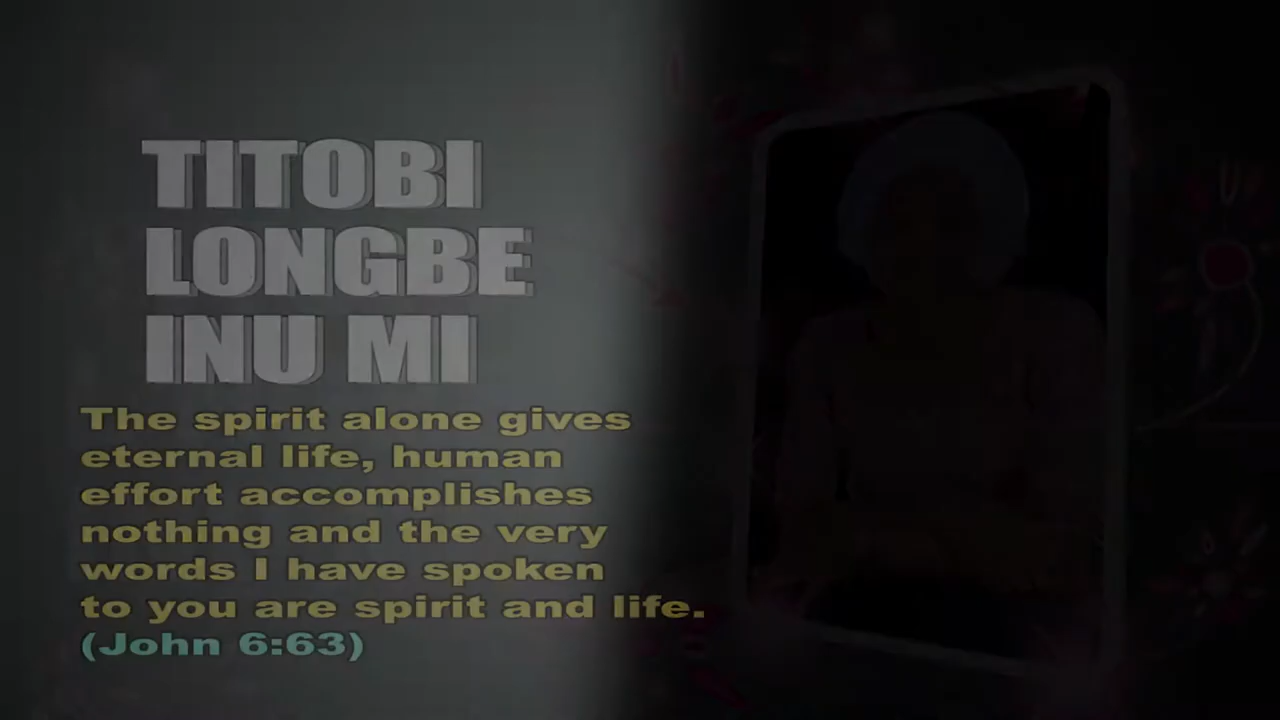 TITOBI
LONGBE
INU MI
The spirit alone gives
eternal life, human
effort accomplishes
nothing and the very
words I have spoken
to you are spirit and life.
(John 6:63)